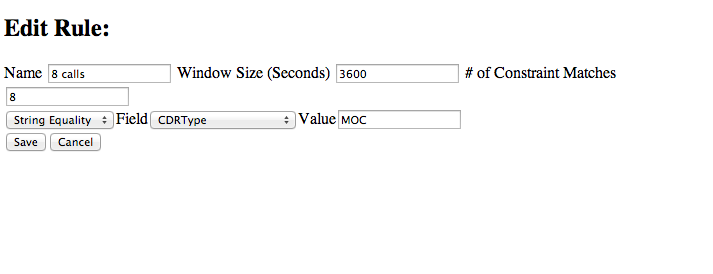 Edit Rule:
Name 8 calls Window Size (Seconds) 3600 # of Constraint Matches
8
String Equality Field CDRType Value MOC
Save Cancel